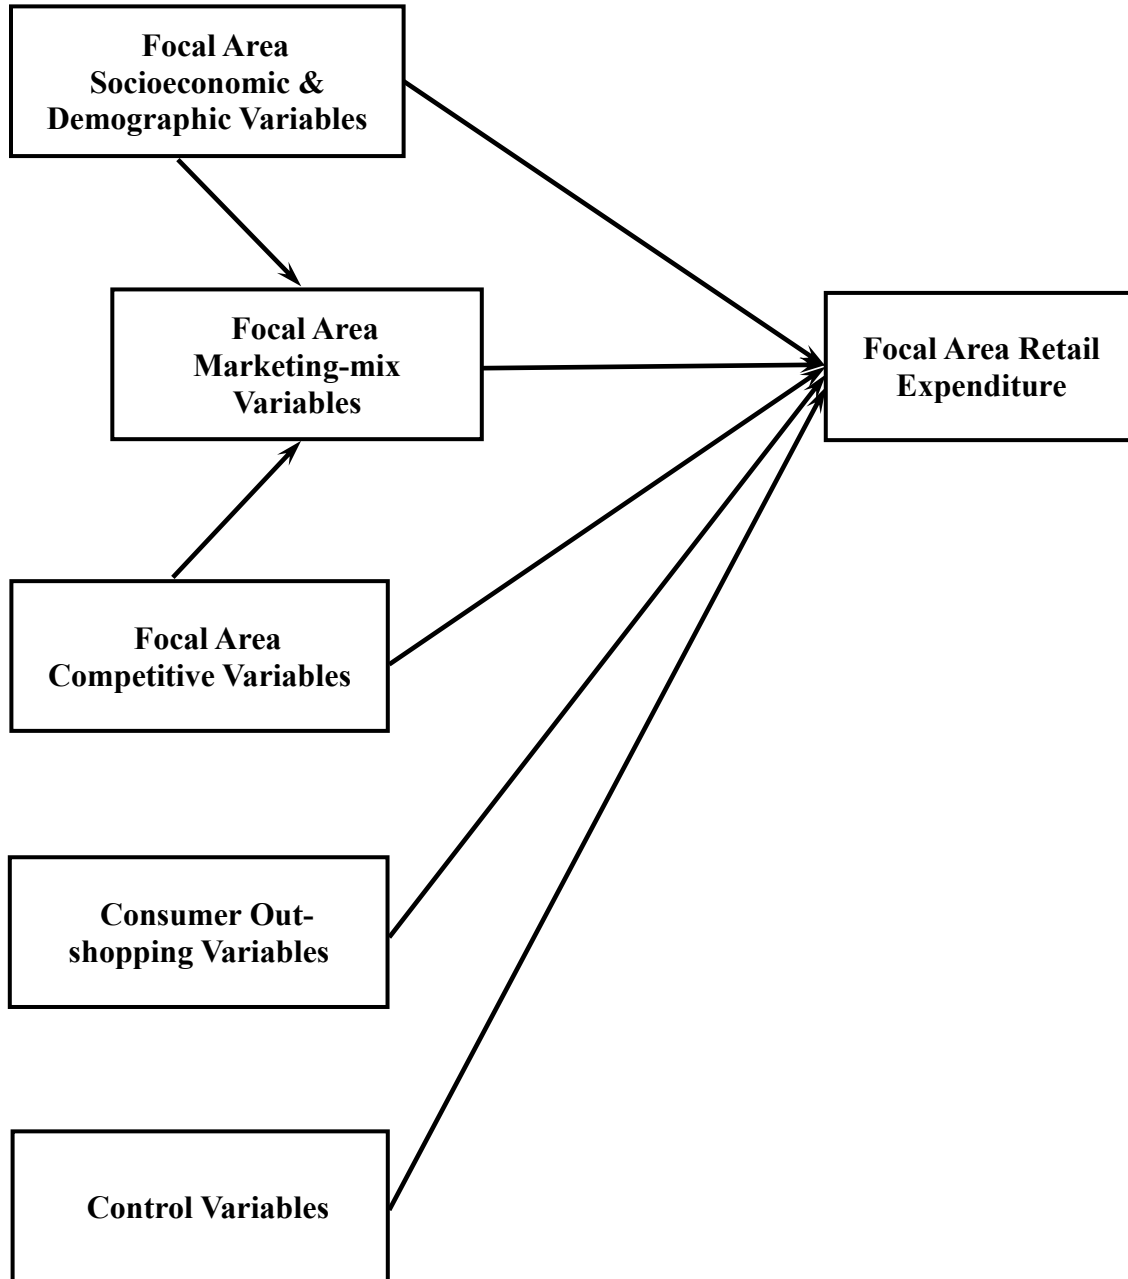 Focal Area
Socioeconomic &
Demographic Variables
Focal Area
Marketing-mix
Variables
Focal Area Retail
Expenditure
Focal Area
Competitive Variables
Consumer Out-
shopping Variables
Control Variables